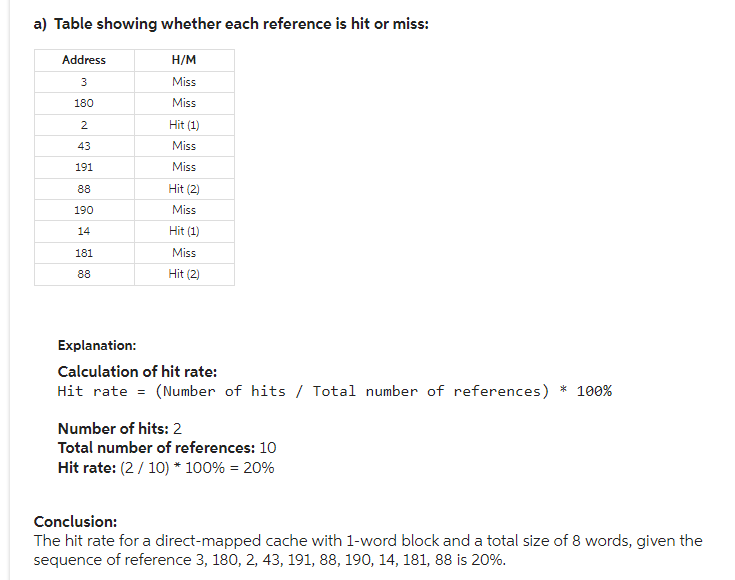 a) Table showing whether each reference is hit or miss:
Address H/M
3 Miss
180 Miss
2 Hit (1)
43 Miss
191 Miss
88 Hit (2)
190 Miss
14 Hit (1)
181 Miss
88 Hit (2)
Explanation:
Calculation of hit rate:
Hit rate = (Number of hits / Total number of references) * 100%
Number of hits: 2
Total number of references: 10
Hit rate: (2 / 10) * 100% = 20%
Conclusion:
The hit rate for a direct-mapped cache with 1-word block and a total size of 8 words, given the
sequence of reference 3, 180, 2, 43, 191, 88, 190, 14, 181, 88 is 20%.